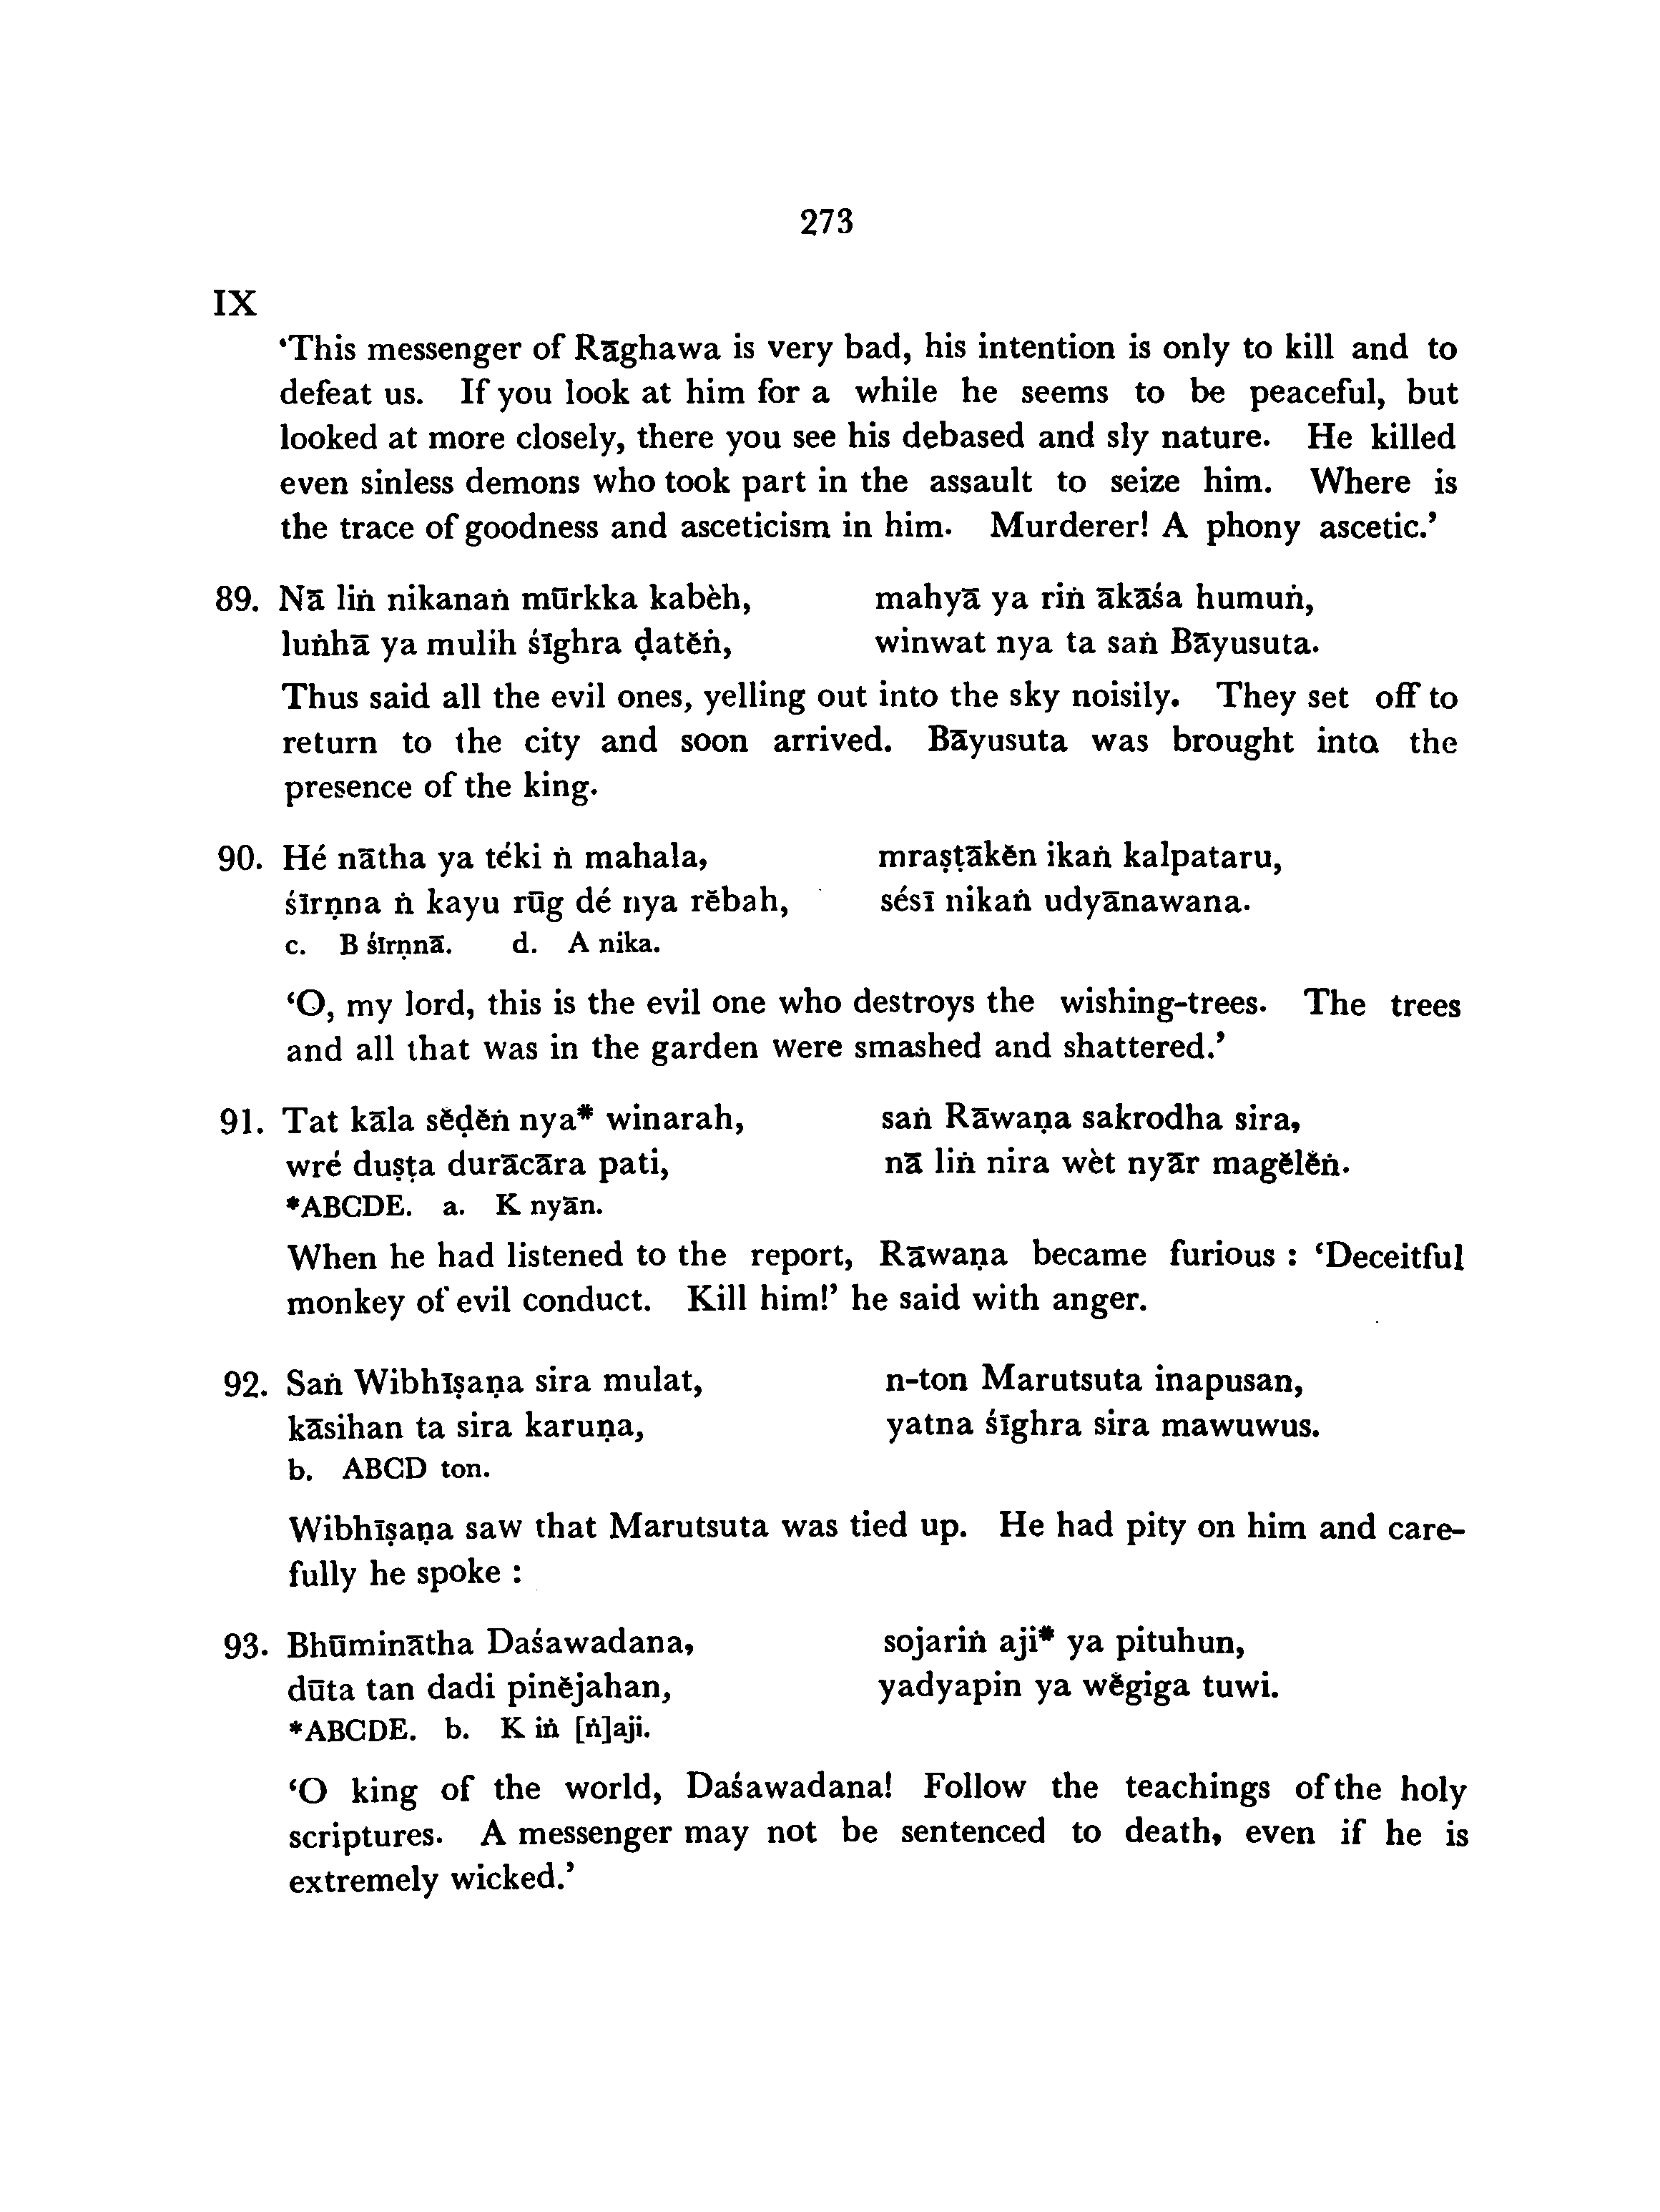 273
IX
‘This messenger of Rāghawa is very bad, his intention is only to kill and to
defeat us. If you look at him for a while he seems to be peaceful, but
looked at more closely, there you see his debased and sly nature. He killed
even sinless demons who took part in the assault to seize him. Where is
the trace of goodness and asceticism in him. Murderer! A phony ascetic.’
89. Nā liṅ nikanaṅ mūrkka kabèh, mahyā ya riṅ ākāśa humuṅ,
luṅhā ya mulih śīghra ḍatĕṅ, winwat nya ta saṅ Bāyusuta.
Thus said all the evil ones, yelling out into the sky noisily. They set off to
return to the city and soon arrived. Bāyusuta was brought into the
presence of the king.
90. Hé nātha ya téki ṅ mahala, mraṣṭākĕn ikaṅ kalpataru,
śīrṇna ṅ kayu rūg dé nya rĕbah, sésī nikaṅ udyānawana.
c. B śīrṇnā. d. A nika.
‘O, my lord, this is the evil one who destroys the wishing-trees. The trees
and all that was in the garden were smashed and shattered.’
91. Tat kāla sĕḍĕṅ nya* winarah, saṅ Rāwaṇa sakrodha sira,
wré duṣṭa durācāra pati, nā liṅ nira wèt nyār magĕlĕṅ.
*ABCDE. a. K nyān.
When he had listened to the report, Rāwaṇa became furious : ‘Deceitful
monkey of evil conduct. Kill him!’ he said with anger.
92. Saṅ Wibhīṣaṇa sira mulat, n-ton Marutsuta inapusan,
kāsihan ta sira karuṇa, yatna śīghra sira mawuwus.
b. ABCD ton.
Wibhīṣaṇa saw that Marutsuta was tied up. He had pity on him and care-
fully he spoke :
93. Bhūminātha Daśawadana, sojariṅ aji* ya pituhun,
dūta tan dadi pinĕjahan, yadyapin ya wĕgiga tuwi.
*ABCDE. b. K iṅ [ṅ]aji.
‘O king of the world, Daśawadana! Follow the teachings of the holy
scriptures. A messenger may not be sentenced to death, even if he is
extremely wicked.’